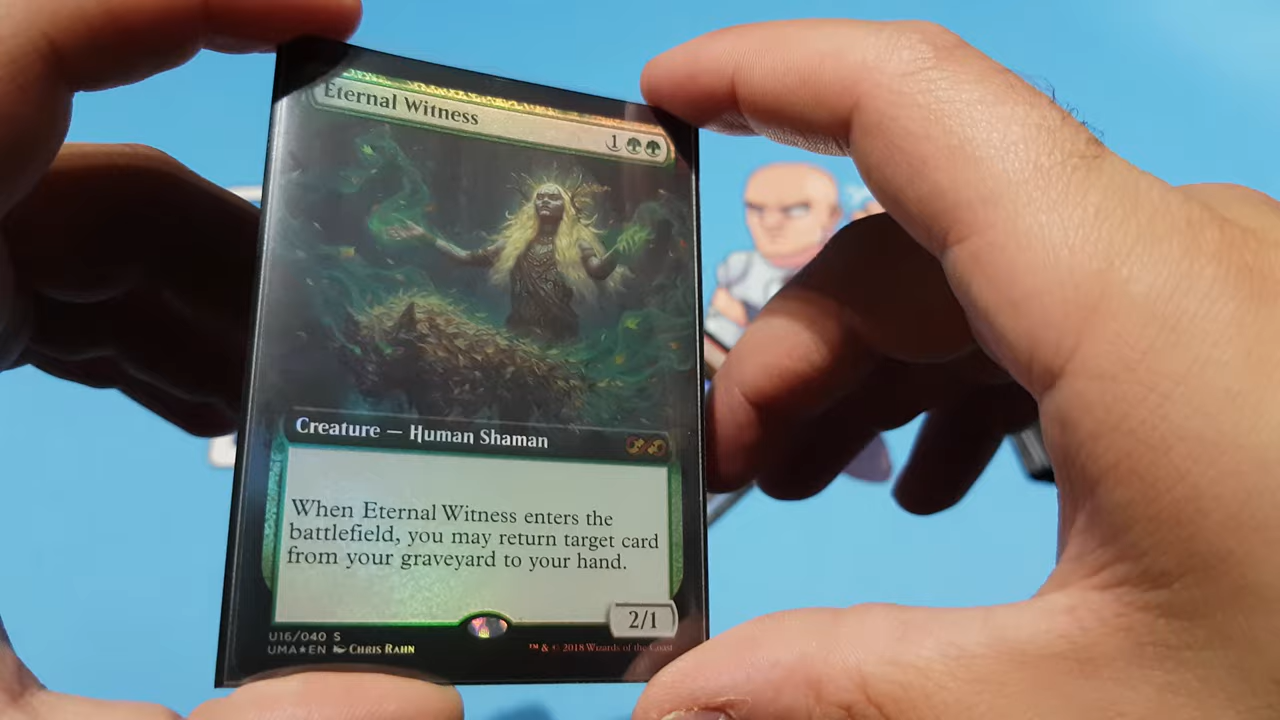 Eternal Witness
1
Creature — Human Shaman
When Eternal Witness enters the
battlefield, you may return target card
from your graveyard to your hand.
2/1
U16/040 S
UMA★EN Chris Rahn
™ & © 2018 Wizards of the Coast